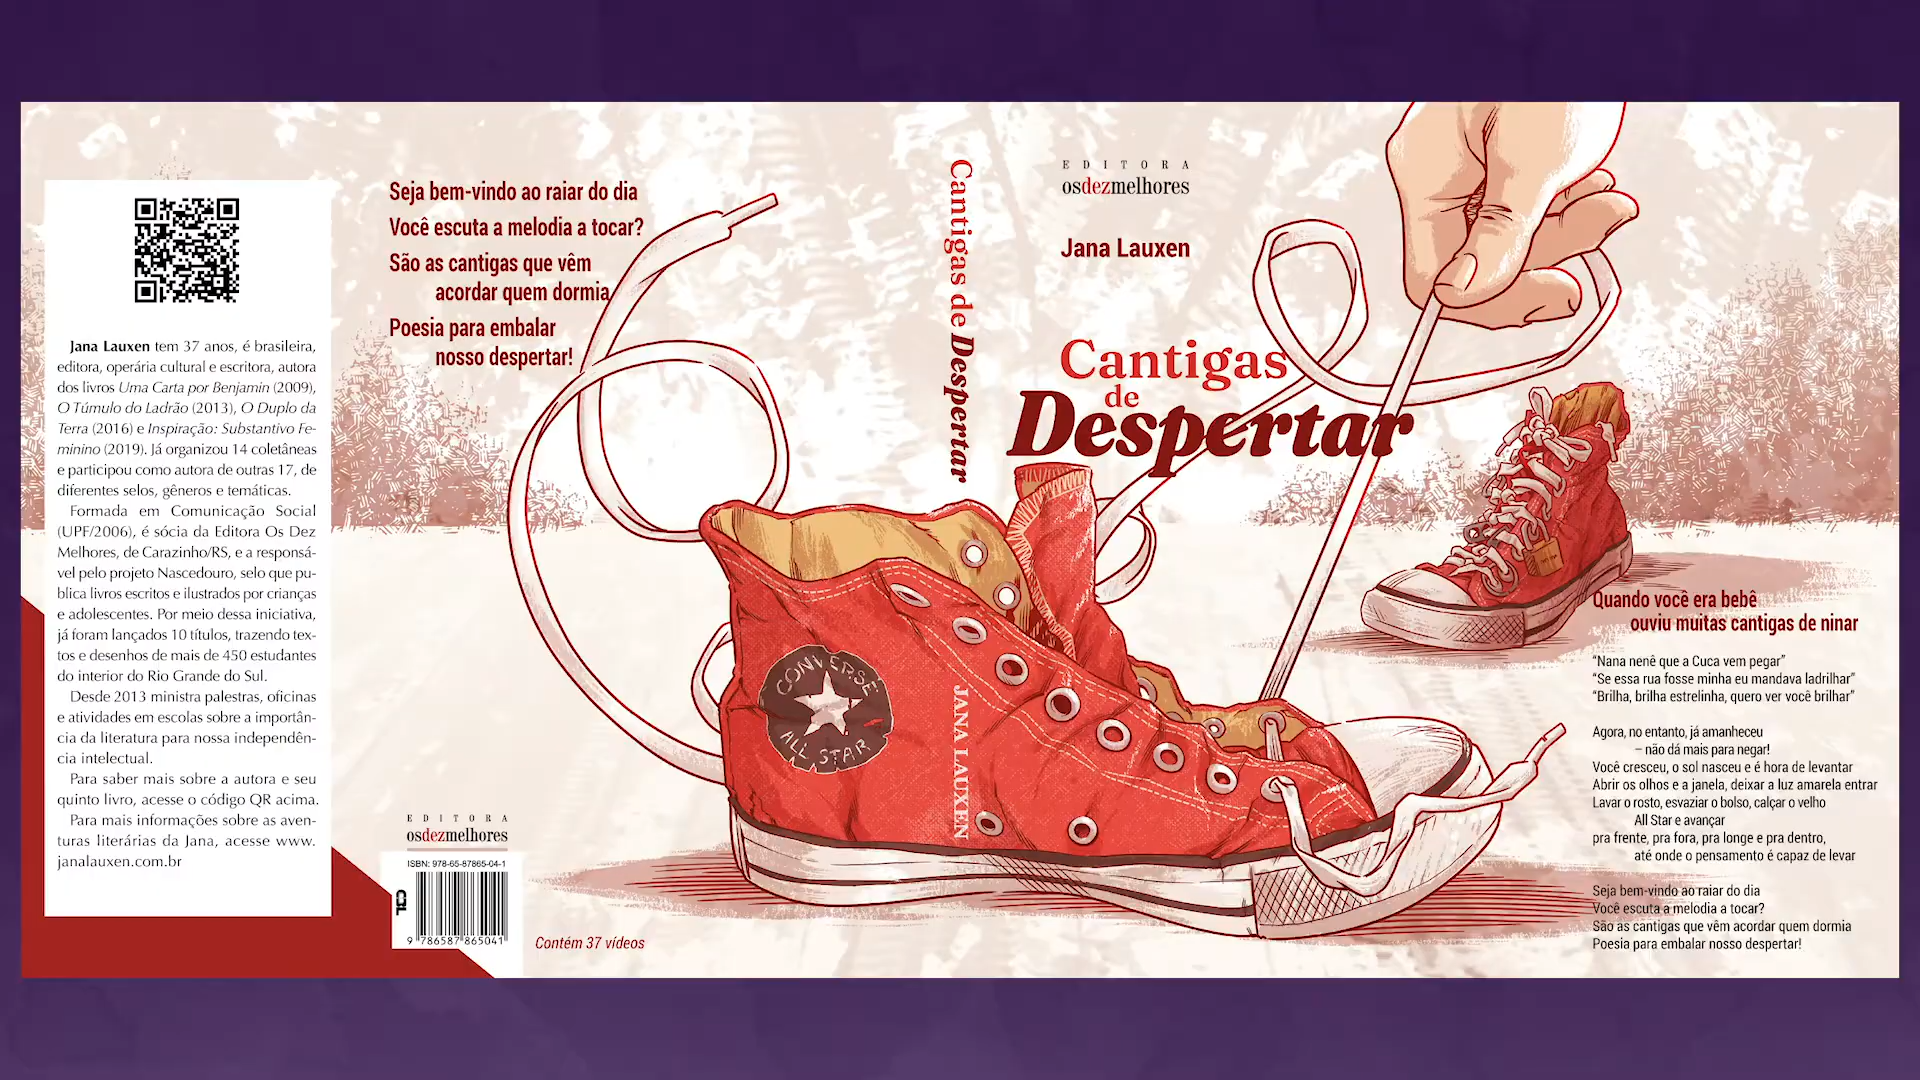 Jana Lauxen tem 37 anos, é brasileira,
editora, operária cultural e escritora, autora
dos livros Uma Carta por Benjamin (2009),
O Túmulo do Ladrão (2013), O Duplo da
Terra (2016) e Inspiração: Substantivo Fe-
minino (2019). Já organizou 14 coletâneas
e participou como autora de outras 17, de
diferentes selos, gêneros e temáticas.
Formada em Comunicação Social
(UPF/2006), é sócia da Editora Os Dez
Melhores, de Carazinho/RS, e a responsá-
vel pelo projeto Nascedouro, selo que pu-
blica livros escritos e ilustrados por crianças
e adolescentes. Por meio dessa iniciativa,
já foram lançados 10 títulos, trazendo tex-
tos e desenhos de mais de 450 estudantes
do interior do Rio Grande do Sul.
Desde 2013 ministra palestras, oficinas
e atividades em escolas sobre a importân-
cia da literatura para nossa independên-
cia intelectual.
Para saber mais sobre a autora e seu
quinto livro, acesse o código QR acima.
Para mais informações sobre as aven-
turas literárias da Jana, acesse www.
janalauxen.com.br
Seja bem-vindo ao raiar do dia
Você escuta a melodia a tocar?
São as cantigas que vêm
acordar quem dormia
Poesia para embalar
nosso despertar!
EDITORA
osdezmelhores
ISBN: 978-65-87865-04-1
9 786587 865041
Contém 37 vídeos
Cantigas de Despertar
JANA LAUXEN
EDITORA
osdezmelhores
Jana Lauxen
Cantigas
de
Despertar
CONVERSE
ALL STAR
Quando você era bebê
ouviu muitas cantigas de ninar
“Nana nenê que a Cuca vem pegar”
“Se essa rua fosse minha eu mandava ladrilhar”
“Brilha, brilha estrelinha, quero ver você brilhar”
Agora, no entanto, já amanheceu
– não dá mais para negar!
Você cresceu, o sol nasceu e é hora de levantar
Abrir os olhos e a janela, deixar a luz amarela entrar
Lavar o rosto, esvaziar o bolso, calçar o velho
All Star e avançar
pra frente, pra fora, pra longe e pra dentro,
até onde o pensamento é capaz de levar
Seja bem-vindo ao raiar do dia
Você escuta a melodia a tocar?
São as cantigas que vêm acordar quem dormia
Poesia para embalar nosso despertar!